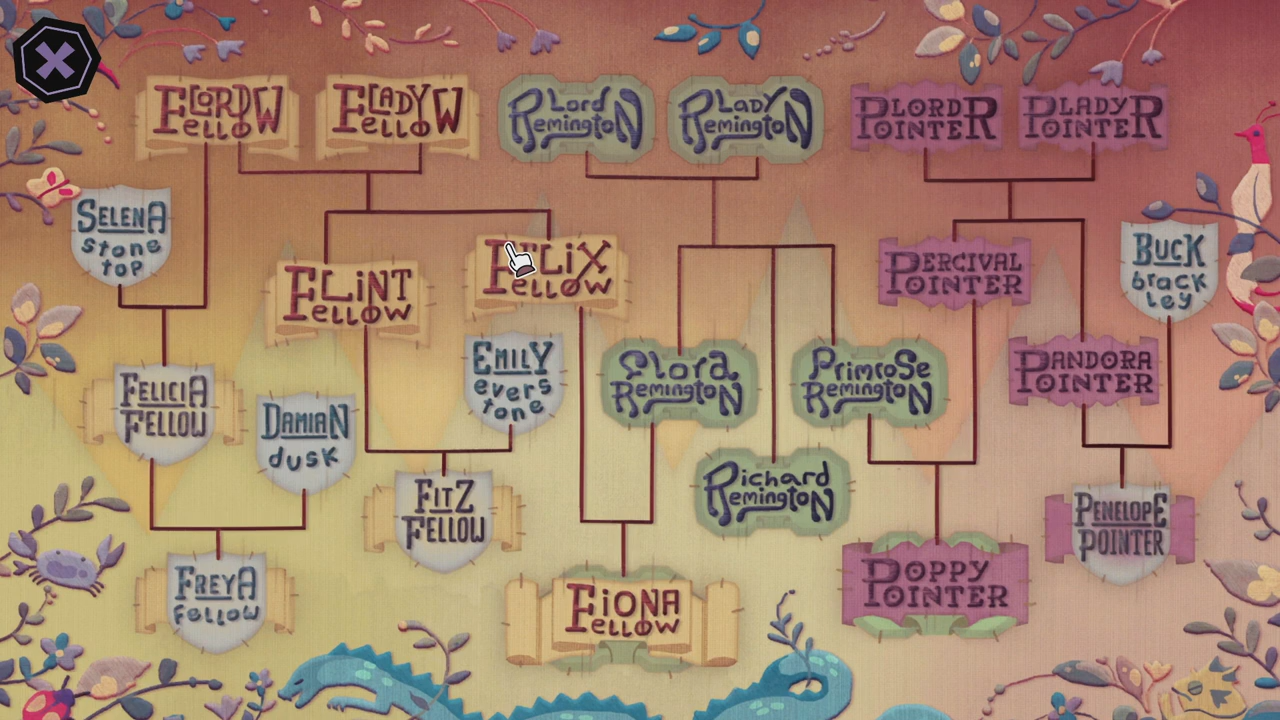 LORD
FELLOW
LADY
FELLOW
Lord
Remington
LADY
Remington
LORD
POINTER
LADY
POINTER
SELENA
stone
top
FLINT
FELLOW
FELIX
FELLOW
PERCIVAL
POINTER
BUCK
brack
ley
FELICIA
FELLOW
DAMIAN
dusk
EMILY
evers
tone
Flora
Remington
Primrose
Remington
PANDORA
POINTER
FITZ
FELLOW
Richard
Remington
PENELOPE
POINTER
FREYA
FOLLOW
FIONA
FELLOW
POPPY
POINTER